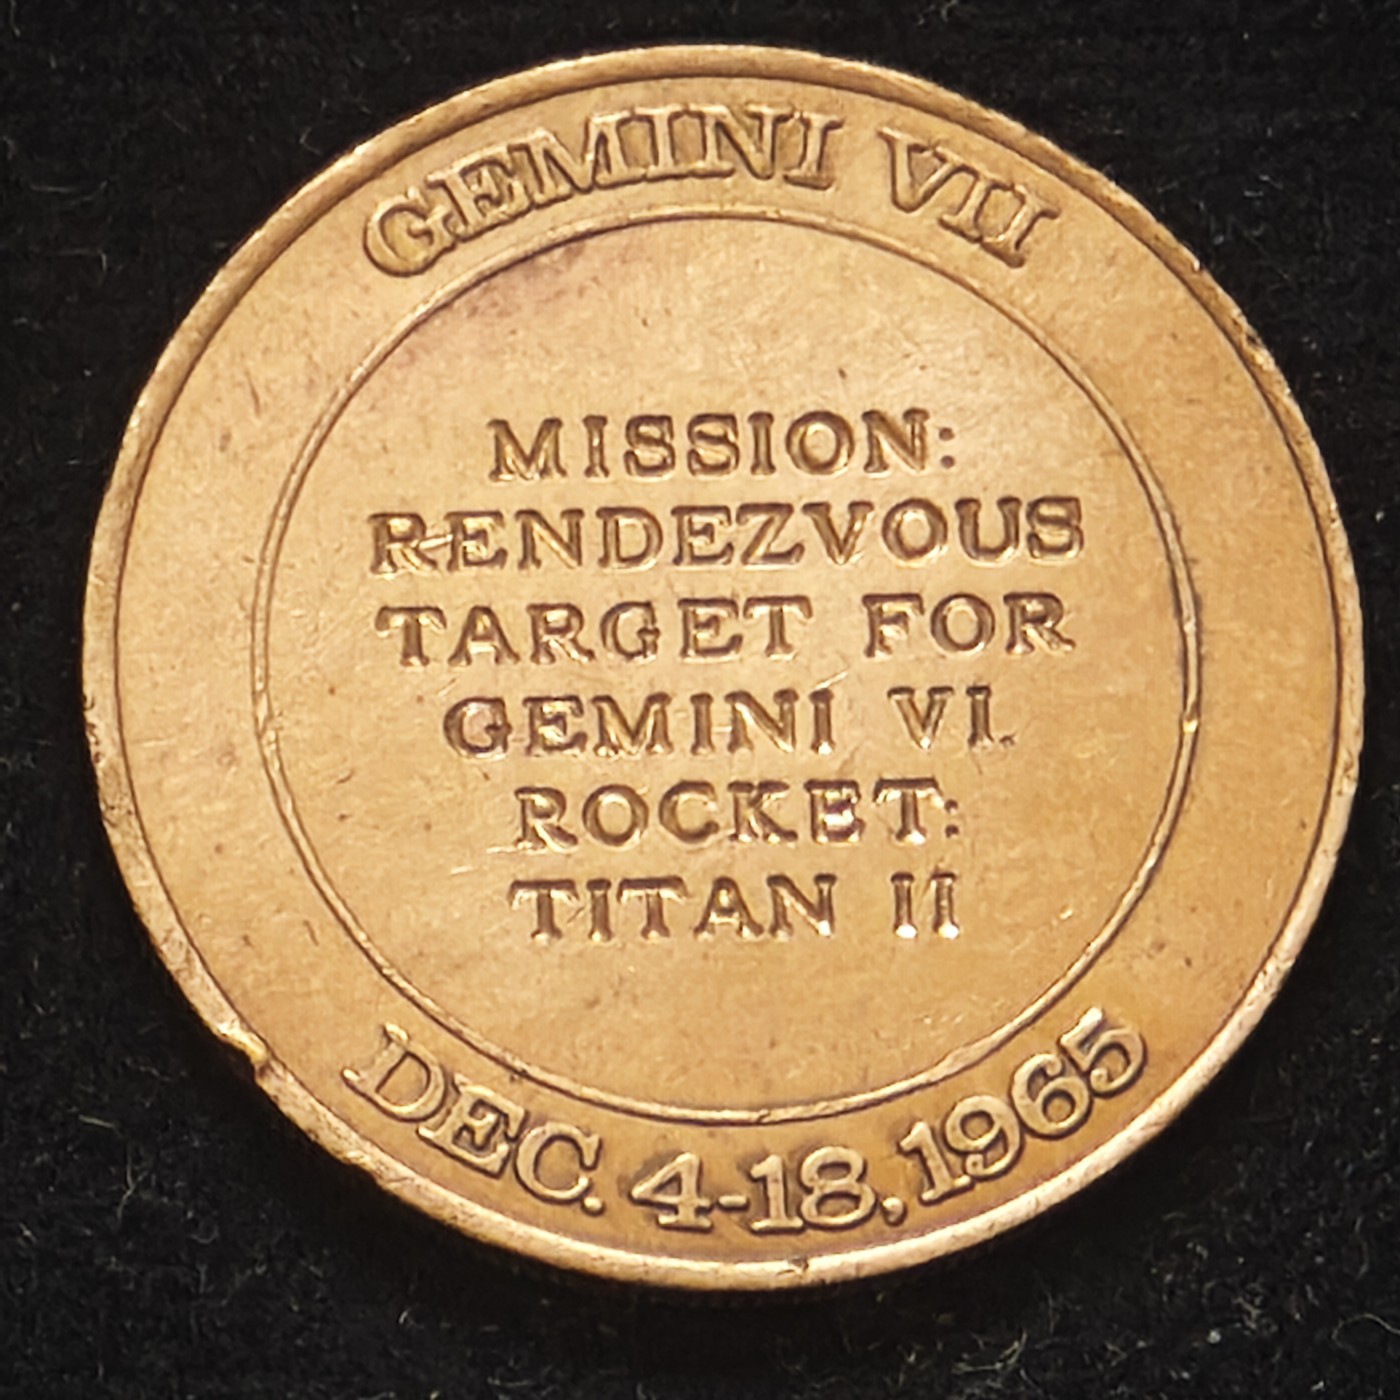 GEMINI VII
MISSION:
RENDEZVOUS
TARGET FOR
GEMINI VI.
ROCKET:
TITAN II
DEC. 4-18, 1965